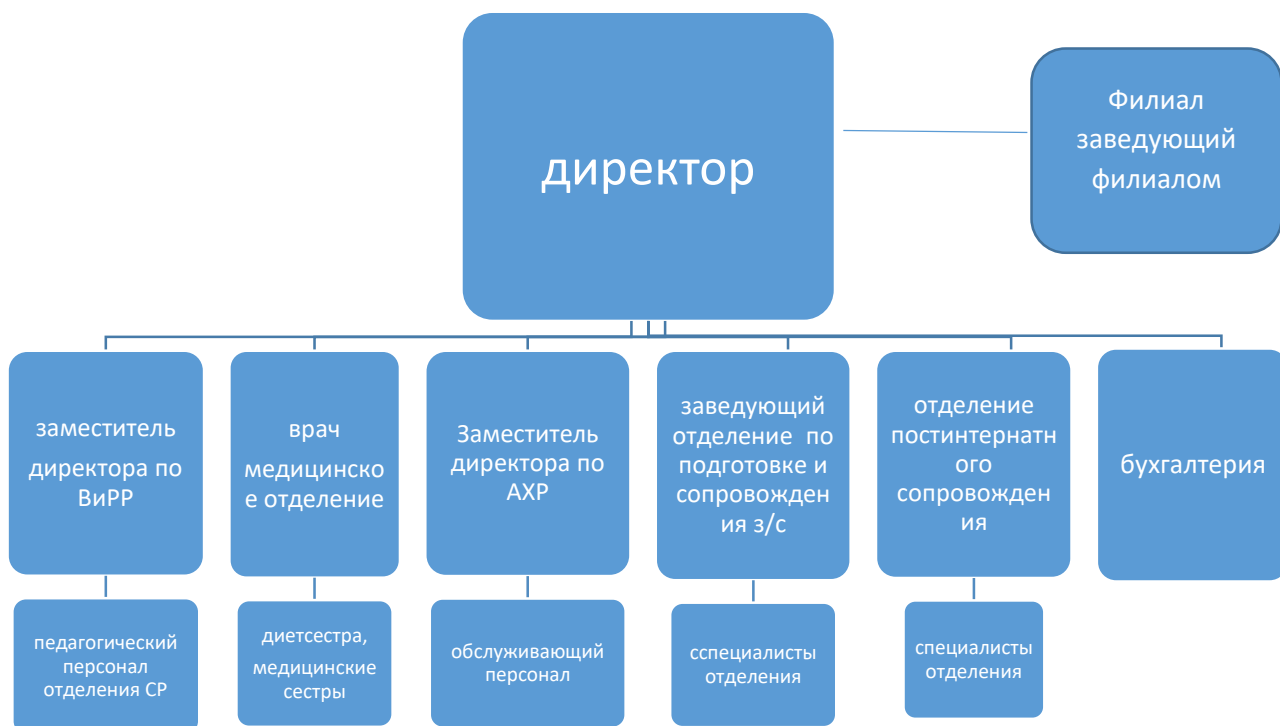 директор
Филиал
заведующий
филиалом
заместитель
директора по
ВиРР
врач
медицинско
е отделение
Заместитель
директора по
АХР
заведующий
отделение по
подготовке и
сопровожден
ия з/с
отделение
постинтернатн
ого
сопровожден
ия
бухгалтерия
педагогический
персонал
отделения СР
диетсестра,
медицинские
сестры
обслуживающий
персонал
сспециалисты
отделения
специалисты
отделения